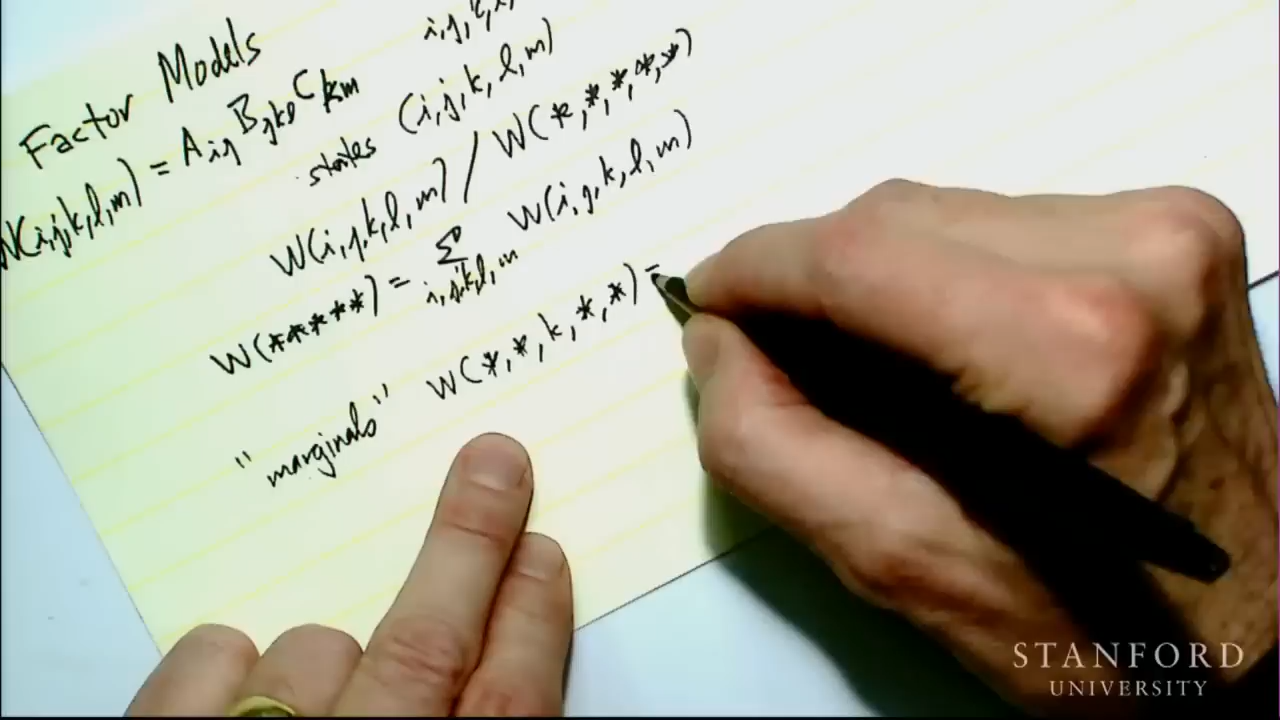 Factor Models
i,j,k,l,
W(i,j,k,l,m) = A_ij B_jkl C_km
states (i,j,k,l,m)
W(i,j,k,l,m) / W(*,*,*,*,*)
W(*****) = Σ_{i,j,k,l,m} W(i,j,k,l,m)
"marginals" W(*,*,k,*,*) =
STANFORD
UNIVERSITY